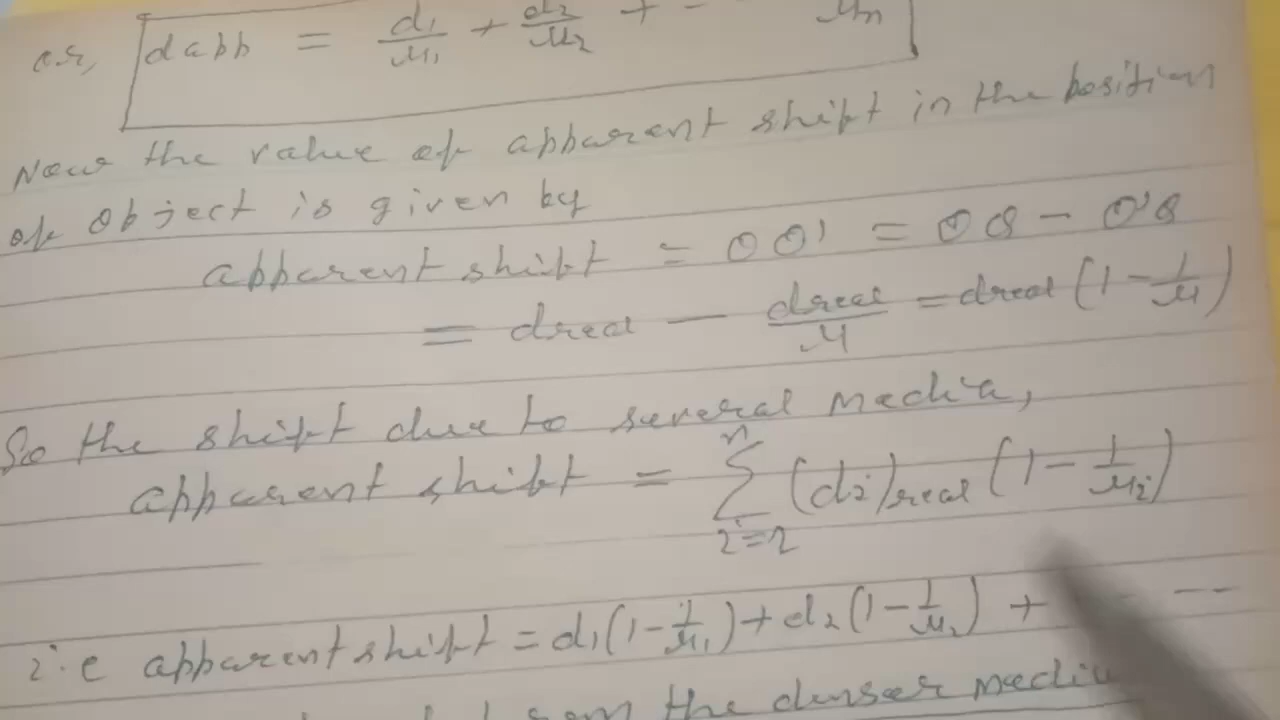 or, dapp = d1/μ1 + d2/μ2 + - μn
Now the value of apparent shift in the position
of object is given by
apparent shift = OO' = OQ - O'Q
= dreal - dreal/μ = dreal (1 - 1/μ)
So the shift due to several media,
apparent shift = Σ (di)real (1 - 1/μi)
i.e apparent shift = d1(1 - 1/μ1) + d2(1 - 1/μ2) + - --
the denser